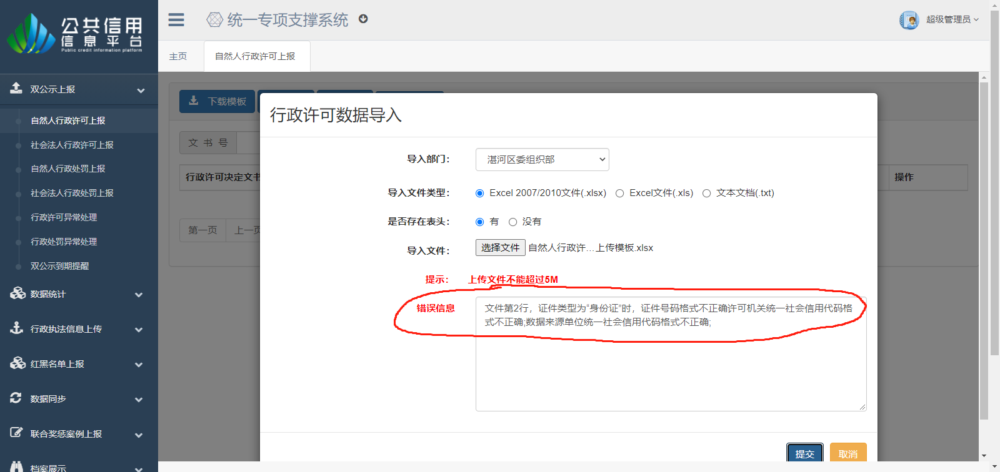 公共信用
信息平台
Public credit information platform
统一专项支撑系统
超级管理员
主页
自然人行政许可上报
双公示上报
自然人行政许可上报
社会法人行政许可上报
自然人行政处罚上报
社会法人行政处罚上报
行政许可异常处理
行政处罚异常处理
双公示到期提醒
数据统计
行政执法信息上传
红黑名单上报
数据同步
联合奖惩案例上报
档案展示
下载模板
文 书 号
行政许可决定文书
操作
第一页
上一页
行政许可数据导入
导入部门：
湛河区委组织部
导入文件类型：
Excel 2007/2010文件(.xlsx) Excel文件(.xls) 文本文档(.txt)
是否存在表头：
有 没有
导入文件：
选择文件 自然人行政许...上传模板.xlsx
提示： 上传文件不能超过5M
错误信息
文件第2行，证件类型为“身份证”时，证件号码格式不正确许可机关统一社会信用代码格
式不正确;数据来源单位统一社会信用代码格式不正确;
提交
取消